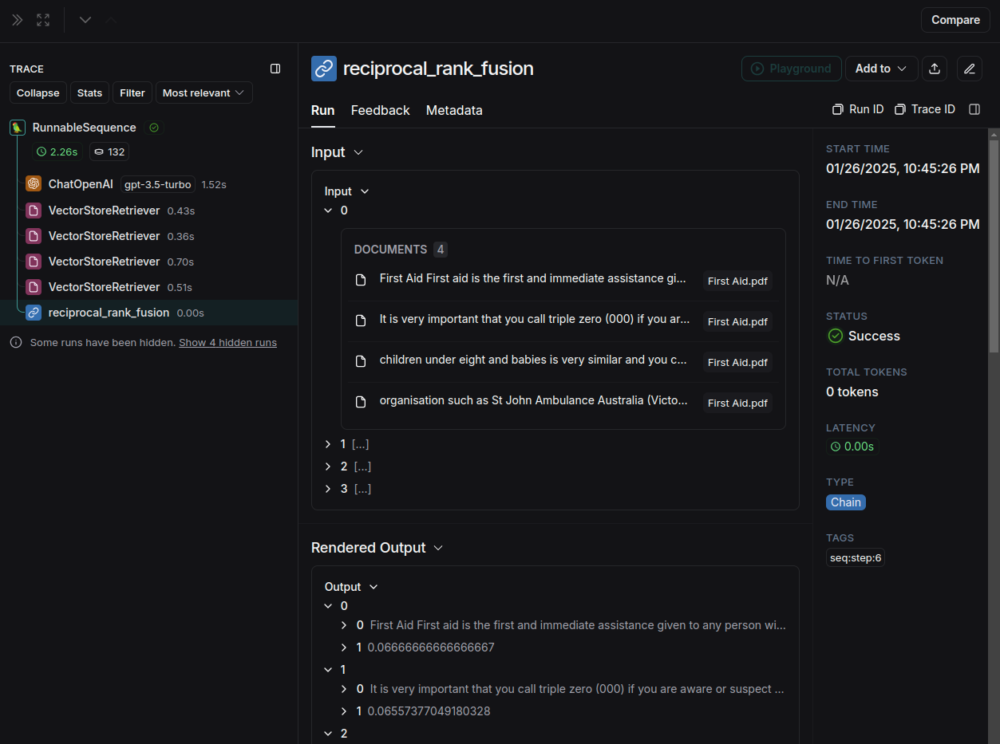 Compare
TRACE
Collapse Stats Filter Most relevant
RunnableSequence
2.26s 132
ChatOpenAI gpt-3.5-turbo 1.52s
VectorStoreRetriever 0.43s
VectorStoreRetriever 0.36s
VectorStoreRetriever 0.70s
VectorStoreRetriever 0.51s
reciprocal_rank_fusion 0.00s
Some runs have been hidden. Show 4 hidden runs
reciprocal_rank_fusion
Playground Add to
Run Feedback Metadata
Run ID Trace ID
Input
Input
0
DOCUMENTS 4
First Aid First aid is the first and immediate assistance gi... First Aid.pdf
It is very important that you call triple zero (000) if you ar... First Aid.pdf
children under eight and babies is very similar and you c... First Aid.pdf
organisation such as St John Ambulance Australia (Victo... First Aid.pdf
1 [...]
2 [...]
3 [...]
Rendered Output
Output
0
0 First Aid First aid is the first and immediate assistance given to any person wi...
1 0.06666666666666667
1
0 It is very important that you call triple zero (000) if you are aware or suspect ...
1 0.06557377049180328
2
START TIME
01/26/2025, 10:45:26 PM
END TIME
01/26/2025, 10:45:26 PM
TIME TO FIRST TOKEN
N/A
STATUS
Success
TOTAL TOKENS
0 tokens
LATENCY
0.00s
TYPE
Chain
TAGS
seq:step:6